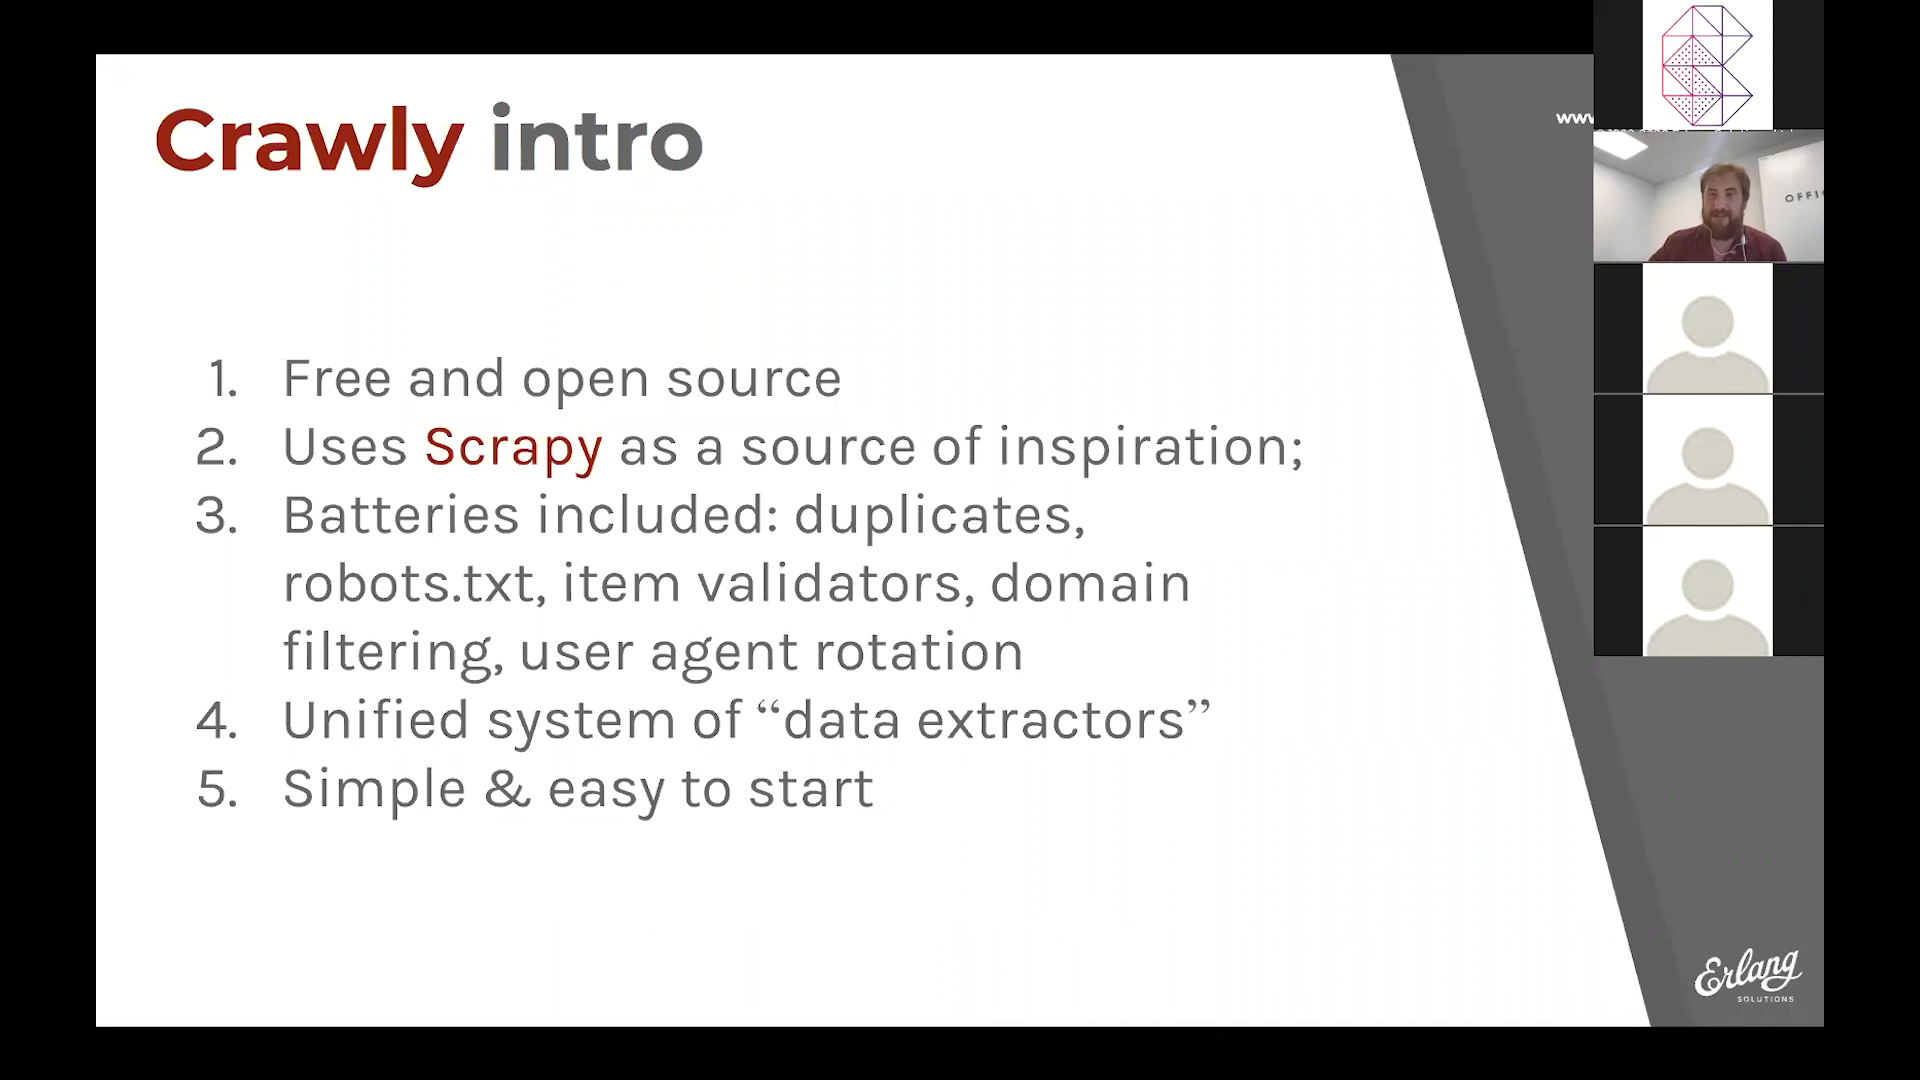 Crawly intro
www
OFFI
1. Free and open source
2. Uses Scrapy as a source of inspiration;
3. Batteries included: duplicates,
robots.txt, item validators, domain
filtering, user agent rotation
4. Unified system of “data extractors”
5. Simple & easy to start
Erlang
SOLUTIONS